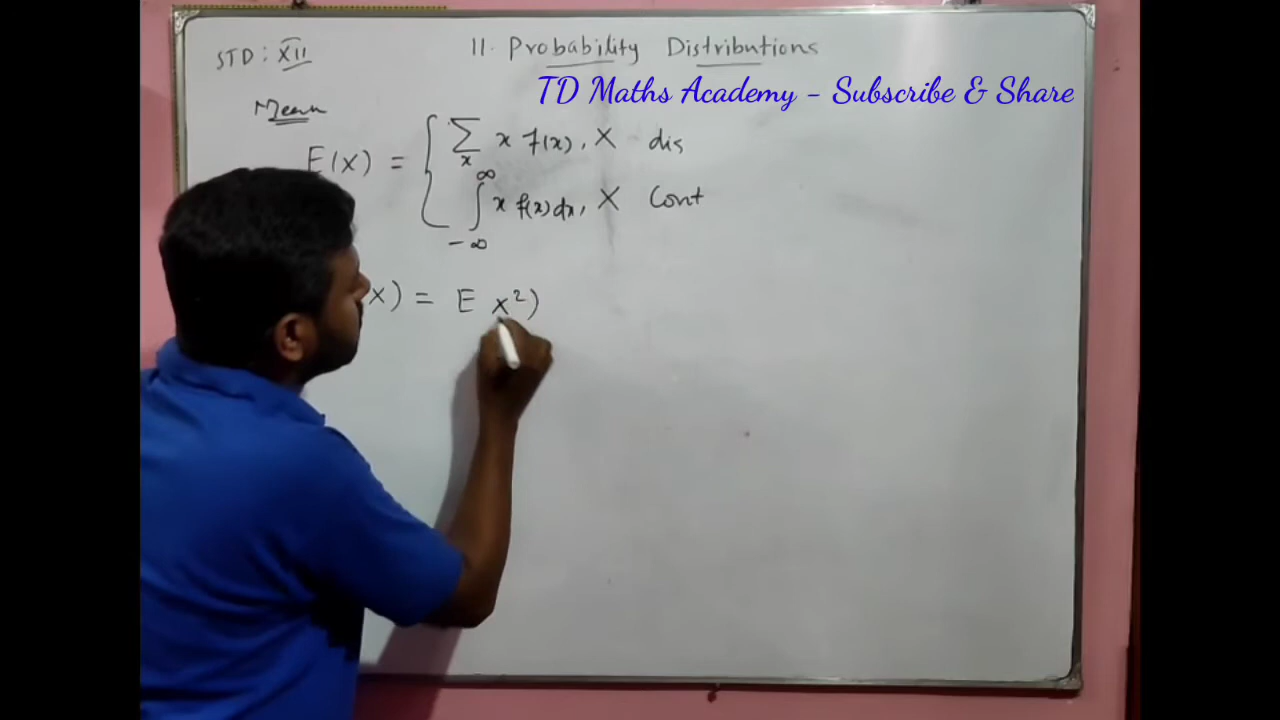 STD : XII
11. Probability Distributions
TD Maths Academy - Subscribe & Share
Mean
E(X) = { ∑ₓ x f(x), X dis
∫_{-∞}^{∞} x f(x) dx, X Cont
x) = E x²)